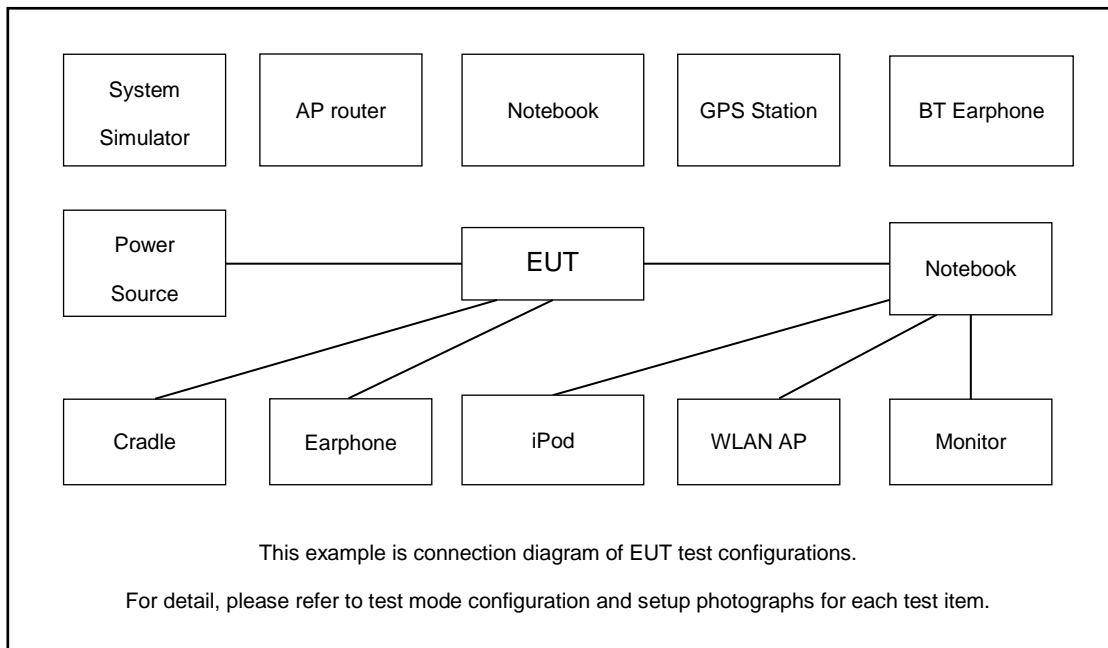 System
Simulator
AP router
Notebook
GPS Station
BT Earphone
Power
Source
EUT
Notebook
Cradle
Earphone
iPod
WLAN AP
Monitor
This example is connection diagram of EUT test configurations.
For detail, please refer to test mode configuration and setup photographs for each test item.